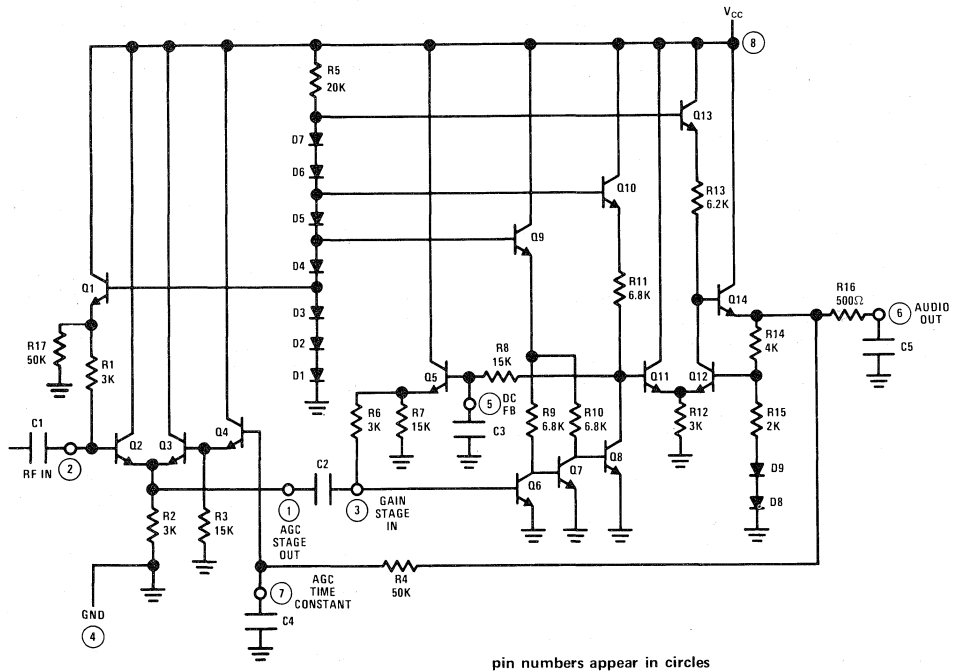 VCC
8
R5
20K
Q13
D7
D6
Q10
R13
6.2K
D5
Q9
D4
Q1
R11
6.8K
Q14
R16
500Ω
6 AUDIO
OUT
R17
50K
R1
3K
D3
D2
D1
R8
15K
R14
4K
C5
Q5
Q11
Q12
5 DC
FB
C1
R6
3K
R7
15K
C3
R9
6.8K
R10
6.8K
R12
3K
R15
2K
Q2
Q3
Q4
RF IN
2
C2
Q8
D9
Q6
Q7
R2
3K
R3
15K
1
AGC
STAGE
OUT
3
GAIN
STAGE
IN
D8
R4
50K
GND
4
7
AGC
TIME
CONSTANT
C4
pin numbers appear in circles